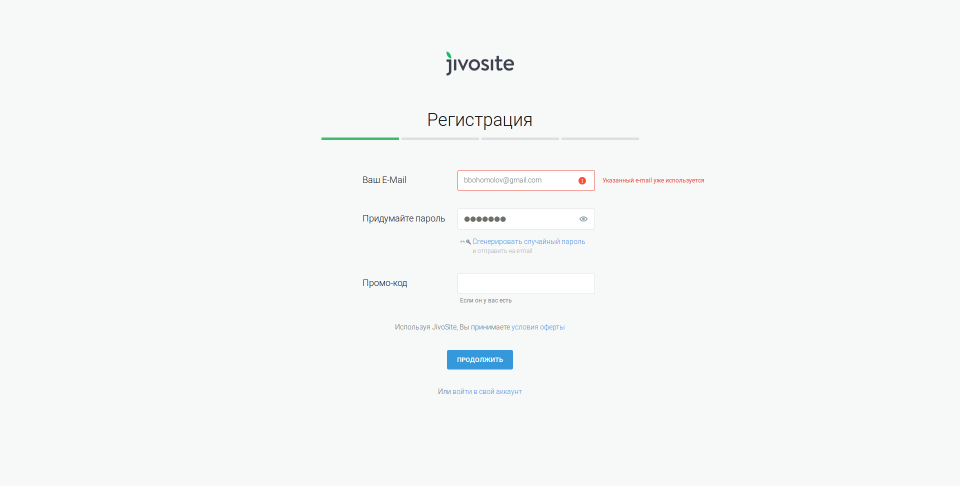 jivosite
Регистрация
Ваш E-Mail
bbohomolov@gmail.com
Указанный e-mail уже используется
Придумайте пароль
Сгенерировать случайный пароль
и отправить на email
Промо-код
Если он у вас есть
Используя JivoSite, Вы принимаете условия оферты
ПРОДОЛЖИТЬ
Или войти в свой аккаунт